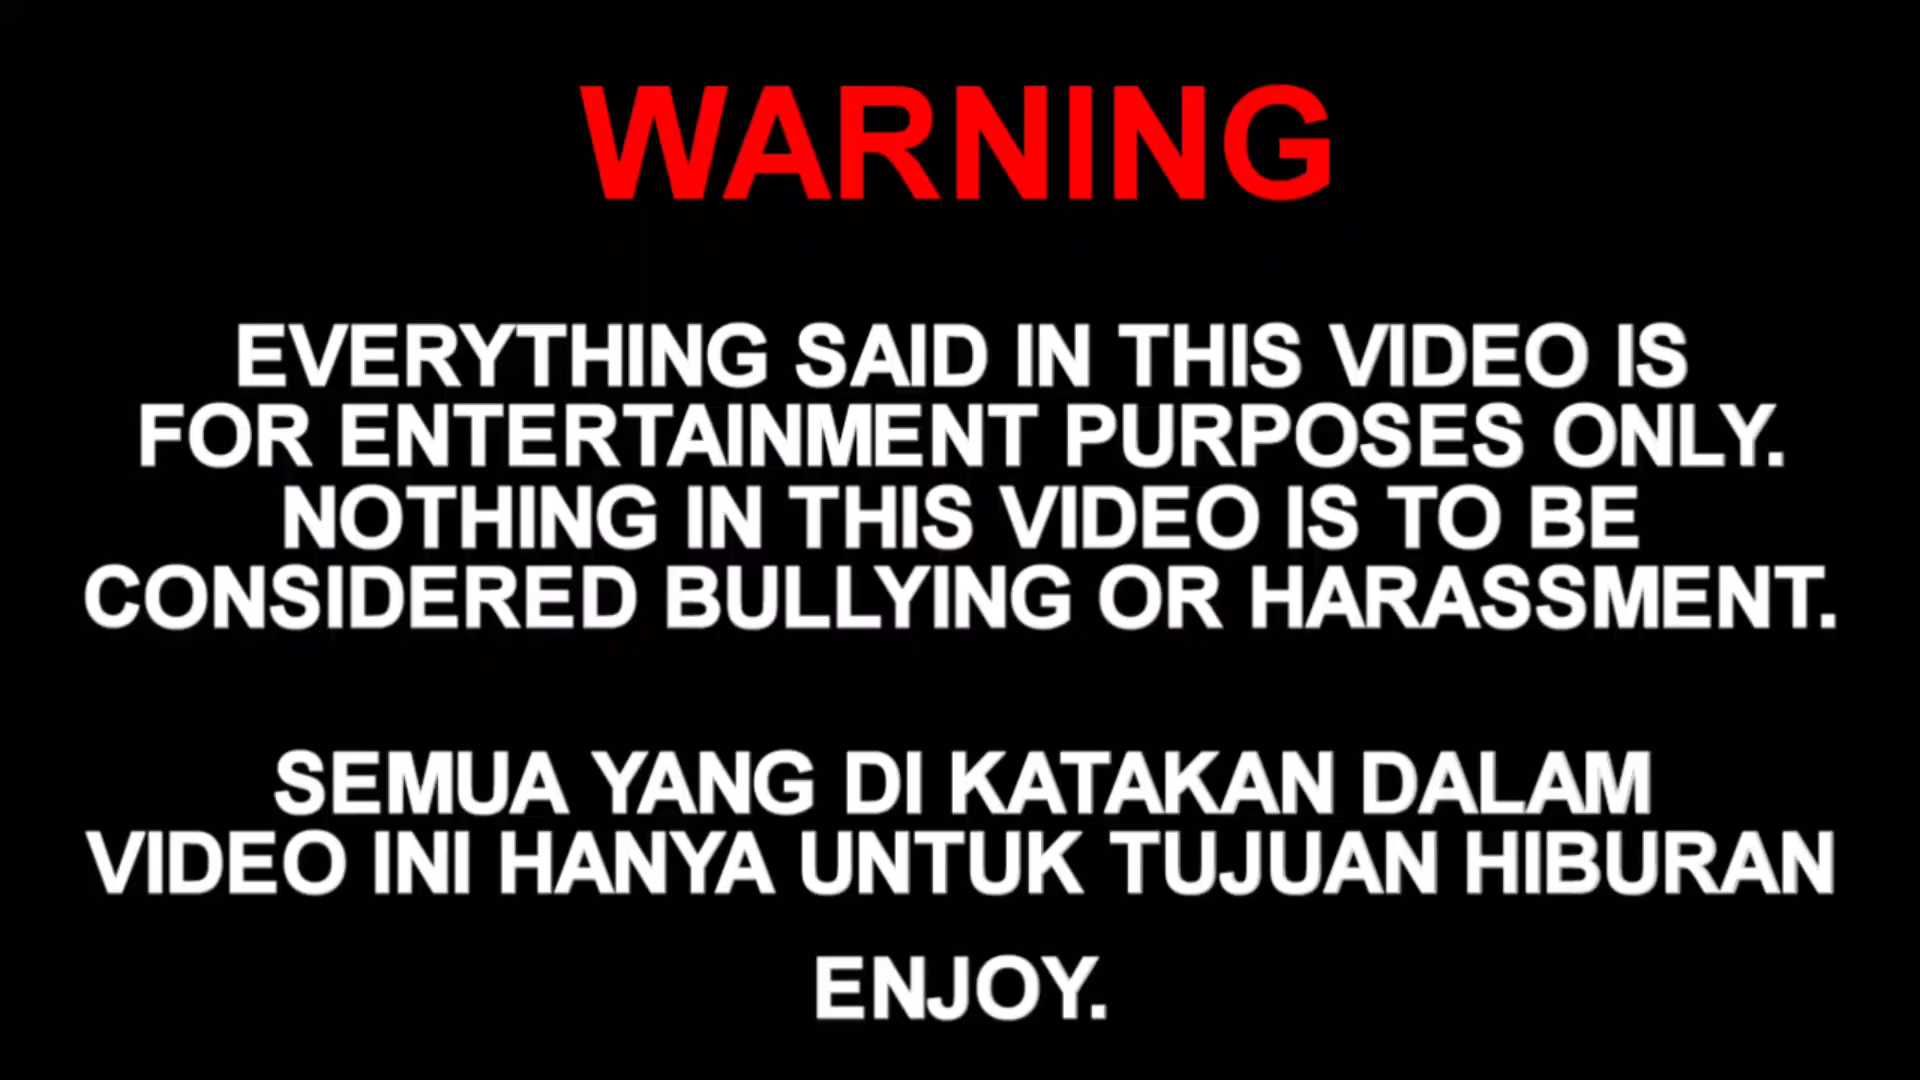 WARNING
EVERYTHING SAID IN THIS VIDEO IS
FOR ENTERTAINMENT PURPOSES ONLY.
NOTHING IN THIS VIDEO IS TO BE
CONSIDERED BULLYING OR HARASSMENT.
SEMUA YANG DI KATAKAN DALAM
VIDEO INI HANYA UNTUK TUJUAN HIBURAN
ENJOY.